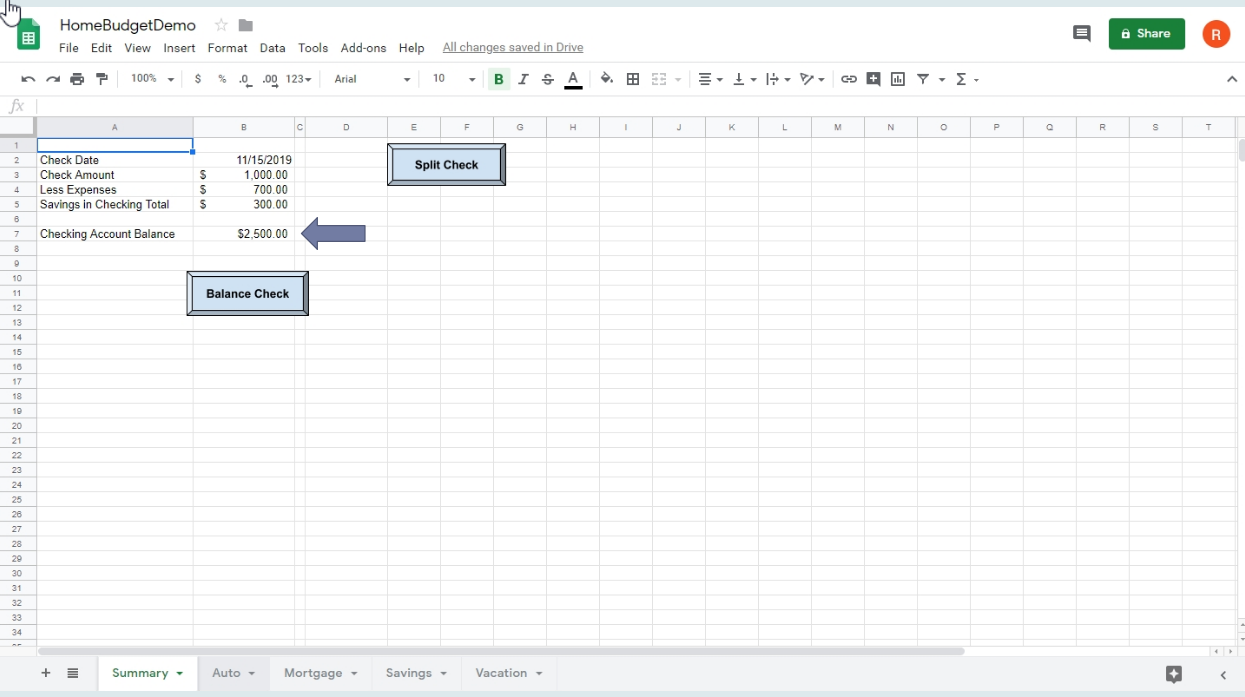 HomeBudgetDemo
File Edit View Insert Format Data Tools Add-ons Help All changes saved in Drive
Share
R
100% $ % .0 .00 123 Arial 10 B I S A
fx
A B C D E F G H I J K L M N O P Q R S T
1
2 Check Date 11/15/2019
3 Check Amount $ 1,000.00
Split Check
4 Less Expenses $ 700.00
5 Savings in Checking Total $ 300.00
6
7 Checking Account Balance $2,500.00
8
9
10
11
Balance Check
12
13
14
15
16
17
18
19
20
21
22
23
24
25
26
27
28
29
30
31
32
33
34
Summary Auto Mortgage Savings Vacation